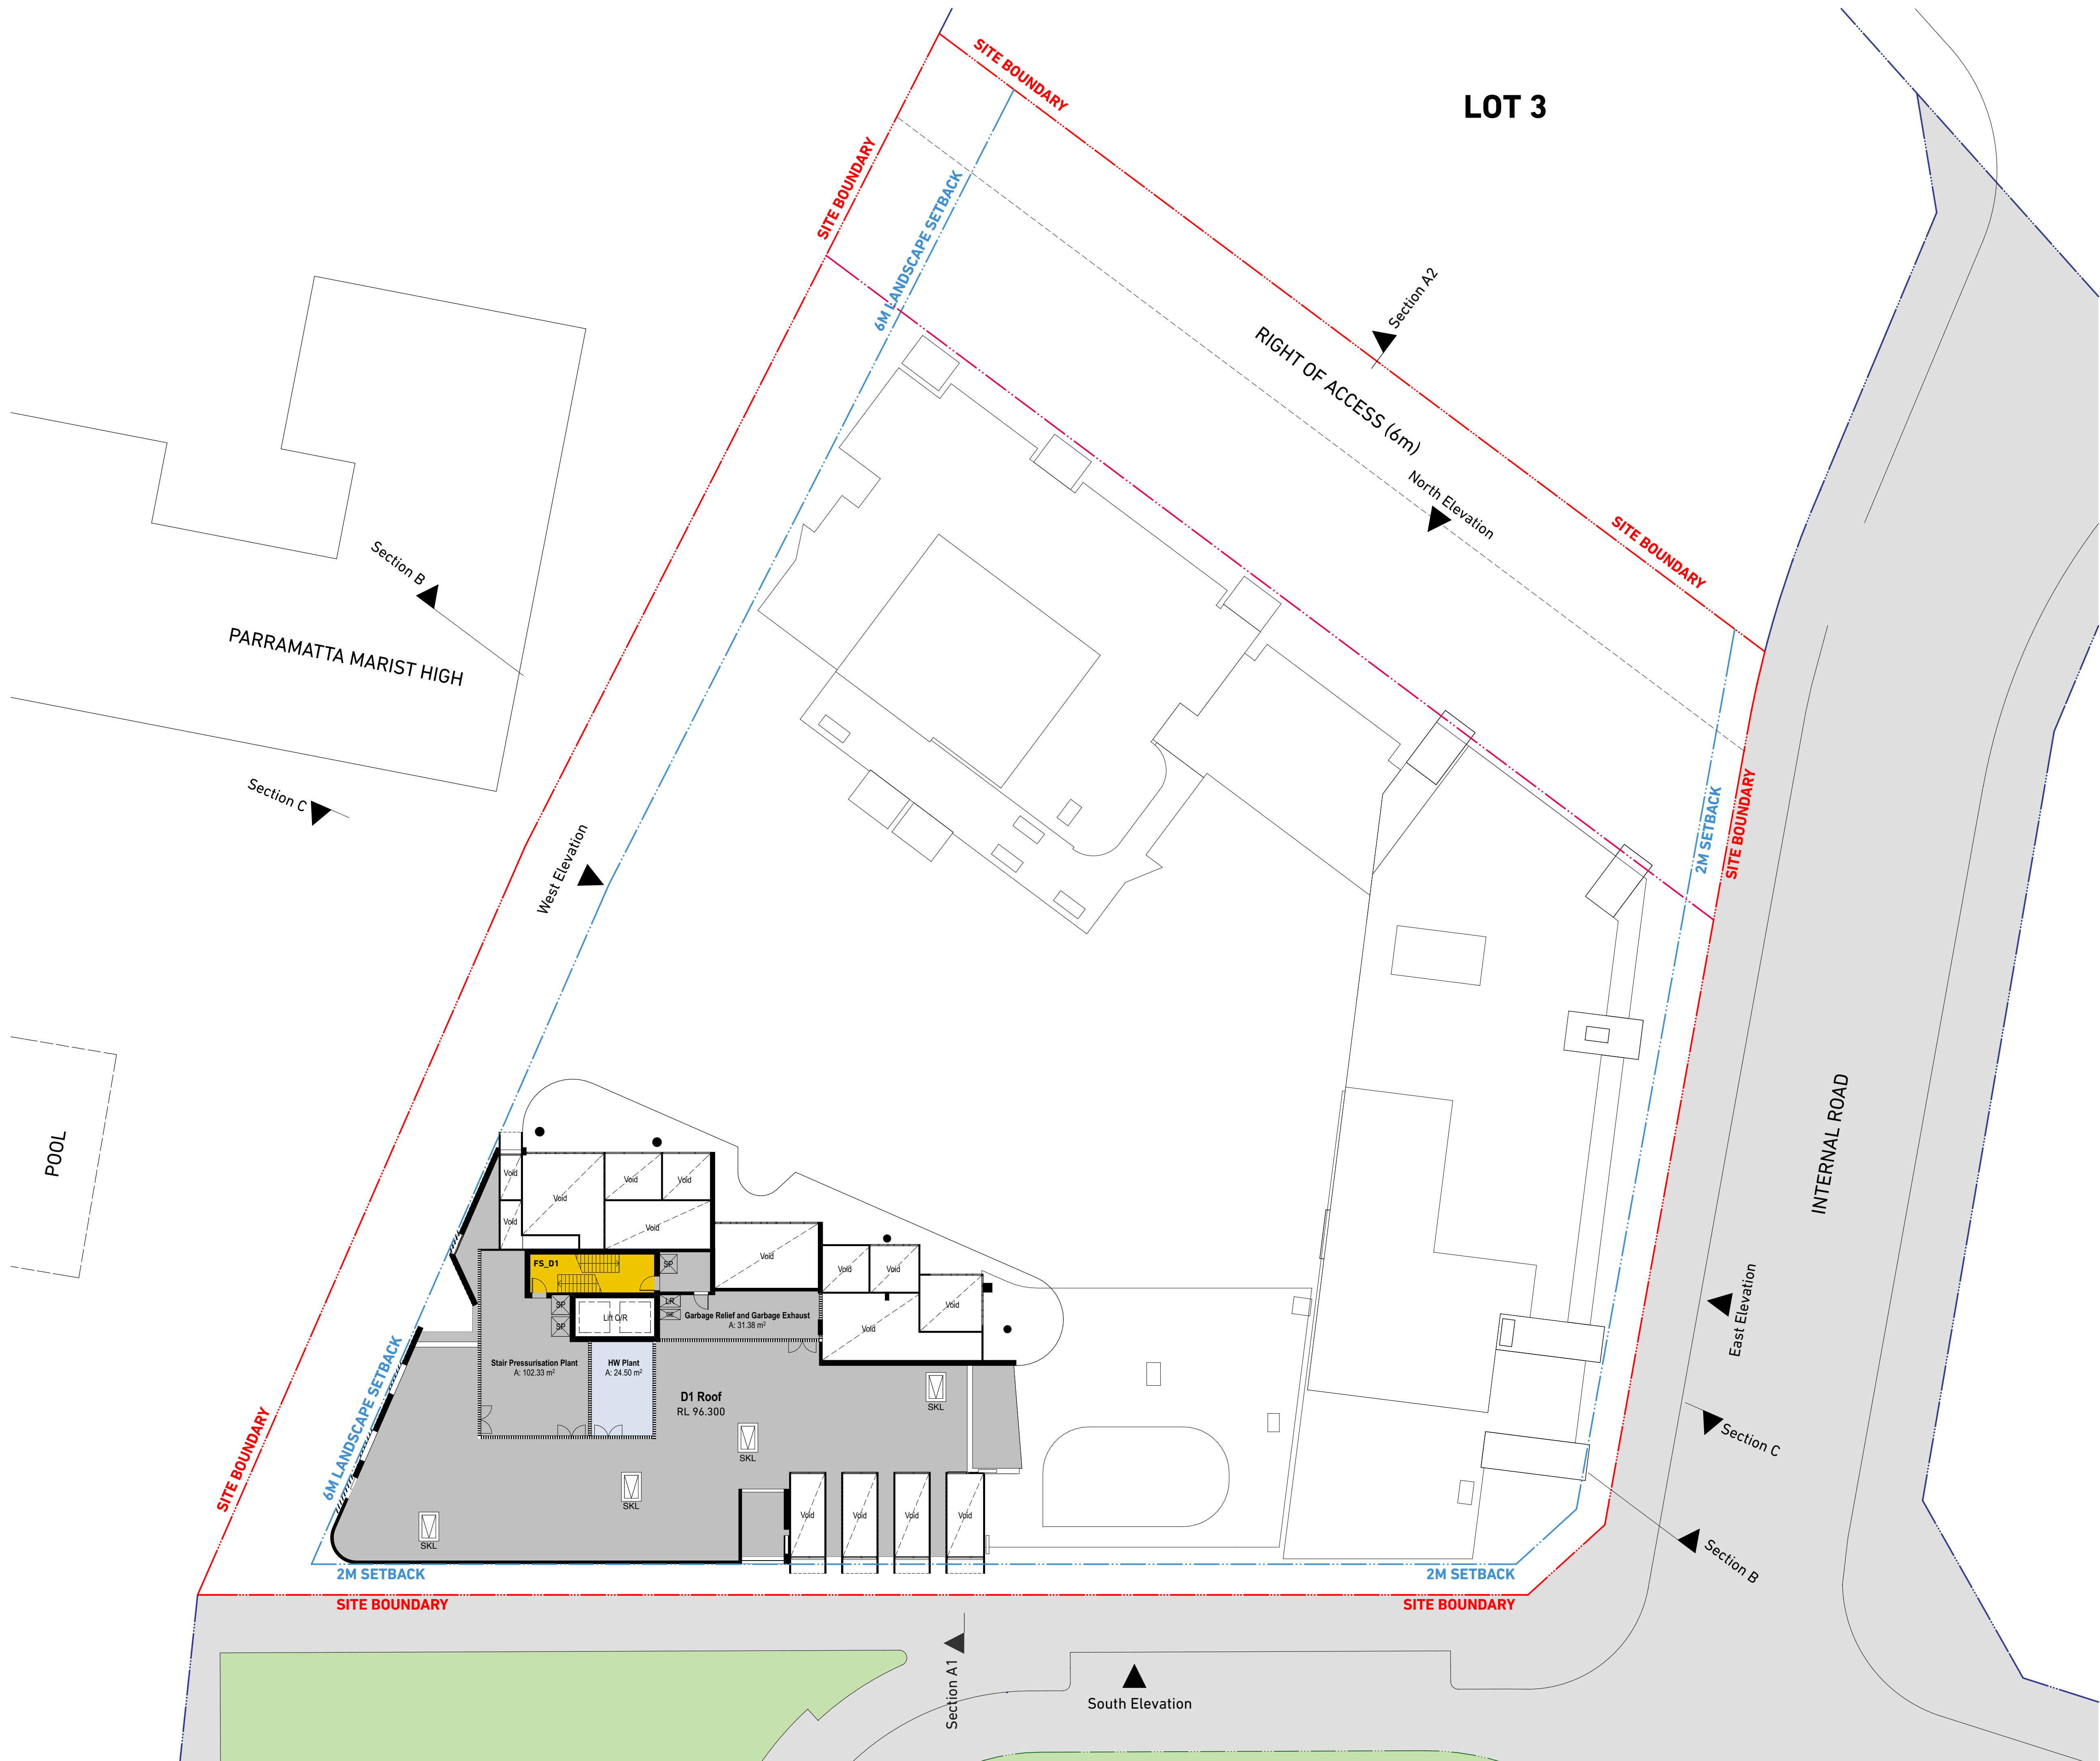 SITE BOUNDARY
LOT 3
SITE BOUNDARY
6M LANDSCAPE SETBACK
Section A2
RIGHT OF ACCESS (6m)
North Elevation
SITE BOUNDARY
Section B
PARRAMATTA MARIST HIGH
Section C
West Elevation
2M SETBACK
SITE BOUNDARY
POOL
INTERNAL ROAD
Void
Void
Void
Void
Void
Void
Void
FS_D1
SP
Void
Void
Void
SP
SP
Lift O/R
LR
GE
Garbage Relief and Garbage Exhaust
A: 31.38 m²
Void
Void
East Elevation
Stair Pressurisation Plant
A: 102.33 m²
HW Plant
A: 24.50 m²
D1 Roof
RL 96.300
SKL
SKL
SKL
SKL
6M LANDSCAPE SETBACK
SITE BOUNDARY
Section C
Void
Void
Void
Void
Section B
2M SETBACK
2M SETBACK
SITE BOUNDARY
SITE BOUNDARY
Section A1
South Elevation